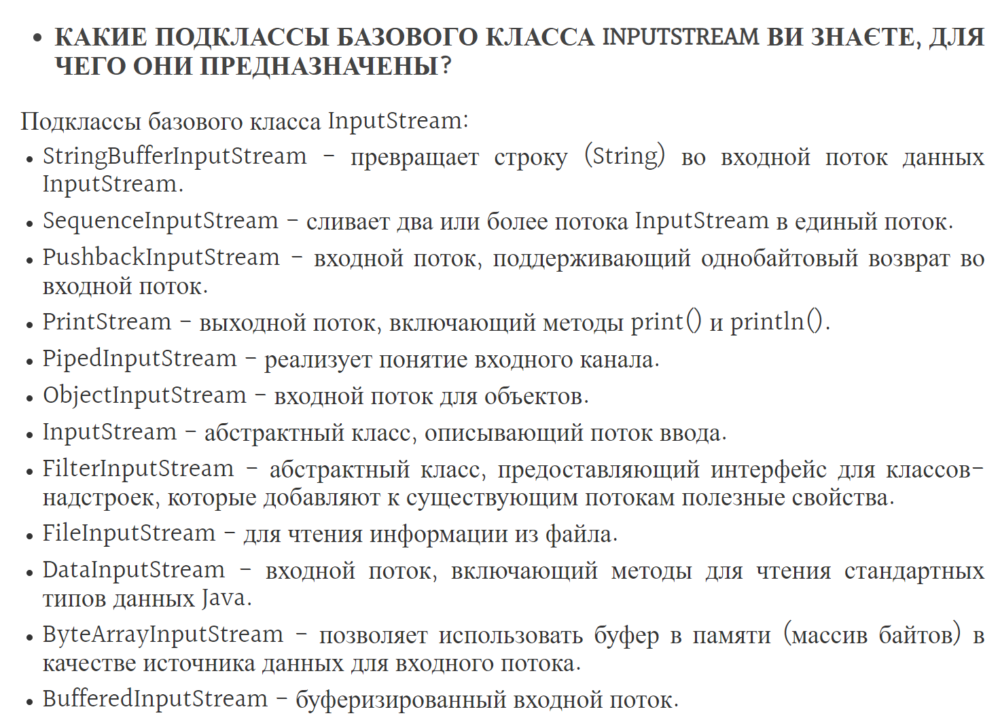 • КАКИЕ ПОДКЛАССЫ БАЗОВОГО КЛАССА INPUTSTREAM ВИ ЗНАЄТЕ, ДЛЯ
ЧЕГО ОНИ ПРЕДНАЗНАЧЕНЫ?
Подклассы базового класса InputStream:
• StringBufferInputStream – превращает строку (String) во входной поток данных
InputStream.
• SequenceInputStream – сливает два или более потока InputStream в единый поток.
• PushbackInputStream – входной поток, поддерживающий однобайтовый возврат во
входной поток.
• PrintStream – выходной поток, включающий методы print() и println().
• PipedInputStream – реализует понятие входного канала.
• ObjectInputStream – входной поток для объектов.
• InputStream – абстрактный класс, описывающий поток ввода.
• FilterInputStream – абстрактный класс, предоставляющий интерфейс для классов-
надстроек, которые добавляют к существующим потокам полезные свойства.
• FileInputStream – для чтения информации из файла.
• DataInputStream – входной поток, включающий методы для чтения стандартных
типов данных Java.
• ByteArrayInputStream – позволяет использовать буфер в памяти (массив байтов) в
качестве источника данных для входного потока.
• BufferedInputStream – буферизированный входной поток.